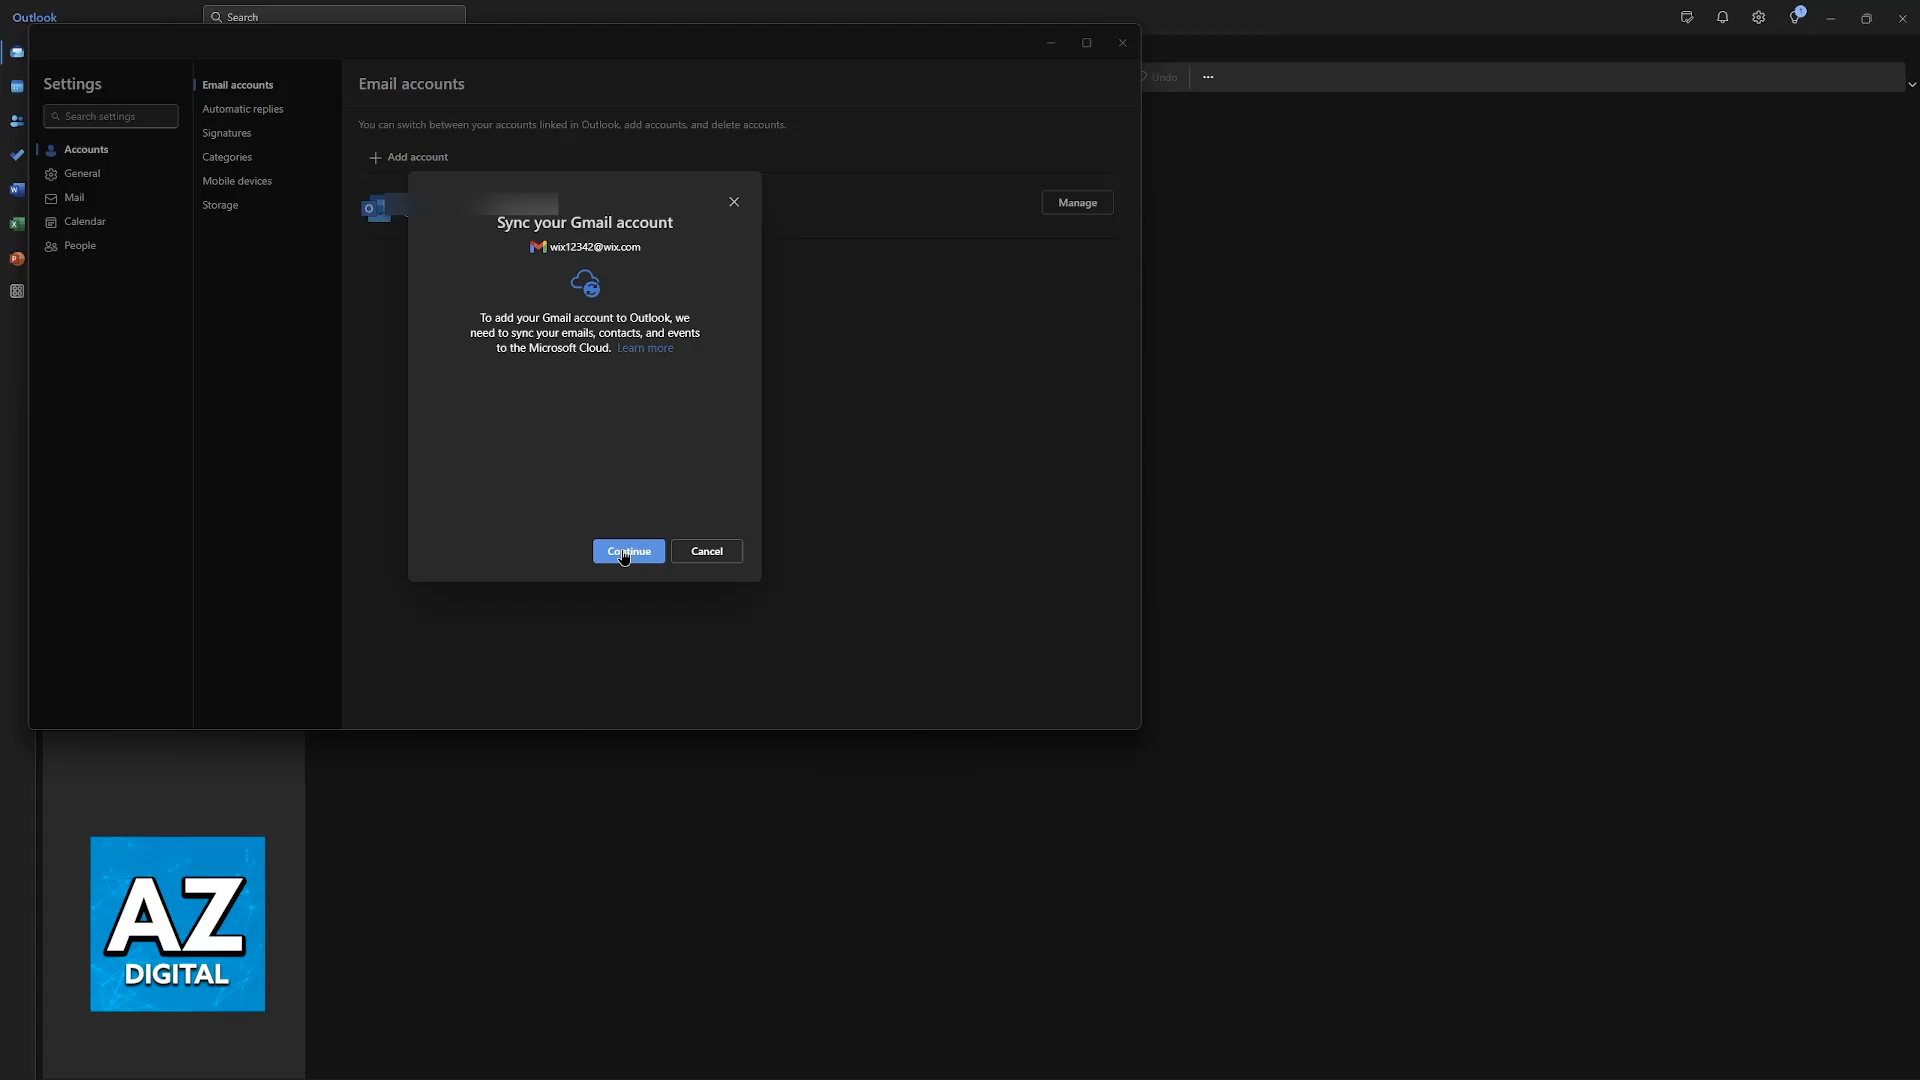 Outlook
Search
Undo
Settings
Search settings
Accounts
General
Mail
Calendar
People
Email accounts
Automatic replies
Signatures
Categories
Mobile devices
Storage
Email accounts
You can switch between your accounts linked in Outlook, add accounts, and delete accounts.
Add account
Manage
Sync your Gmail account
wix12342@wix.com
To add your Gmail account to Outlook, we
need to sync your emails, contacts, and events
to the Microsoft Cloud. Learn more
Continue
Cancel
AZ
DIGITAL